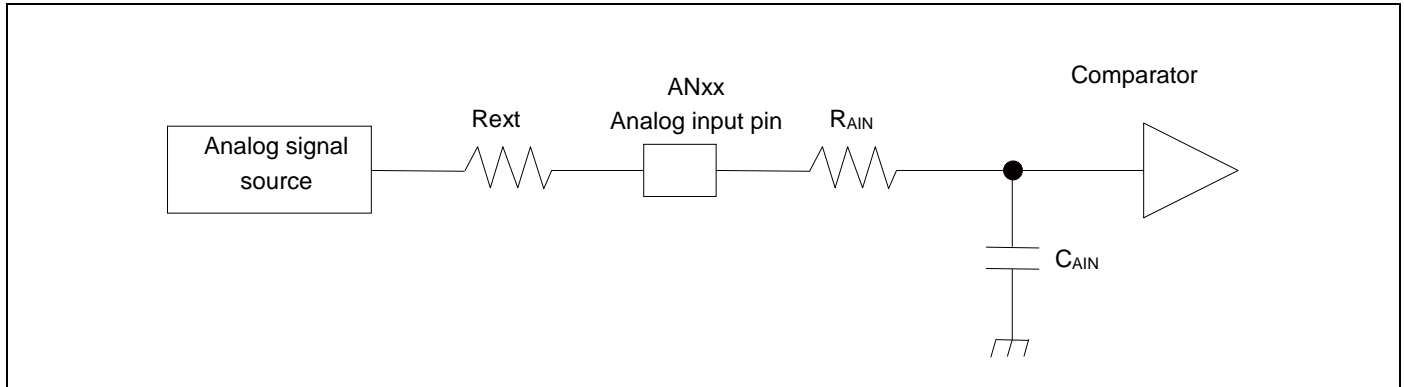 Comparator
ANxx
Analog input pin
Rext
RAIN
Analog signal
source
CAIN